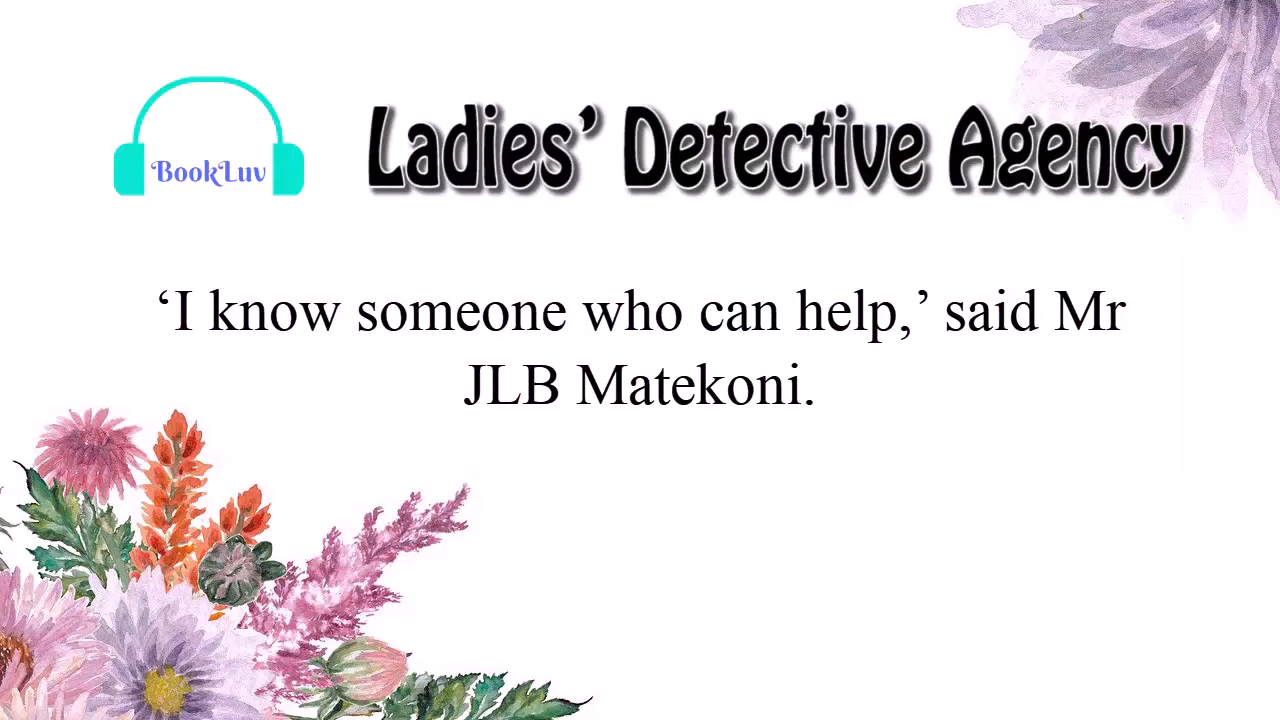 BookLuv
Ladies’ Detective Agency
‘I know someone who can help,’ said Mr
JLB Matekoni.